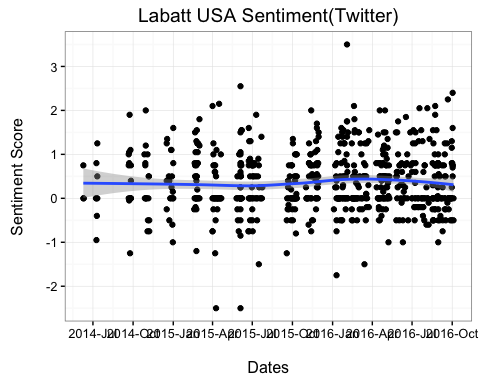 Labatt USA Sentiment(Twitter)
Sentiment Score
3
2
1
0
-1
-2
2014-Jul 2014-Oct 2015-Jan 2015-Apr 2015-Jul 2015-Oct 2016-Jan 2016-Apr 2016-Jul 2016-Oct
Dates